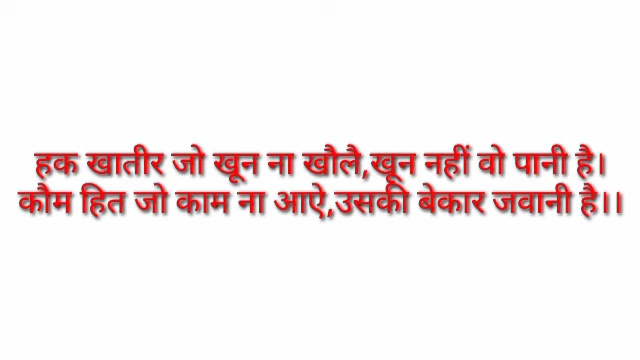 हक खातीर जो खून ना खौलै,खून नहीं वो पानी है।
कौम हित जो काम ना आऐ,उसकी बेकार जवानी है।।